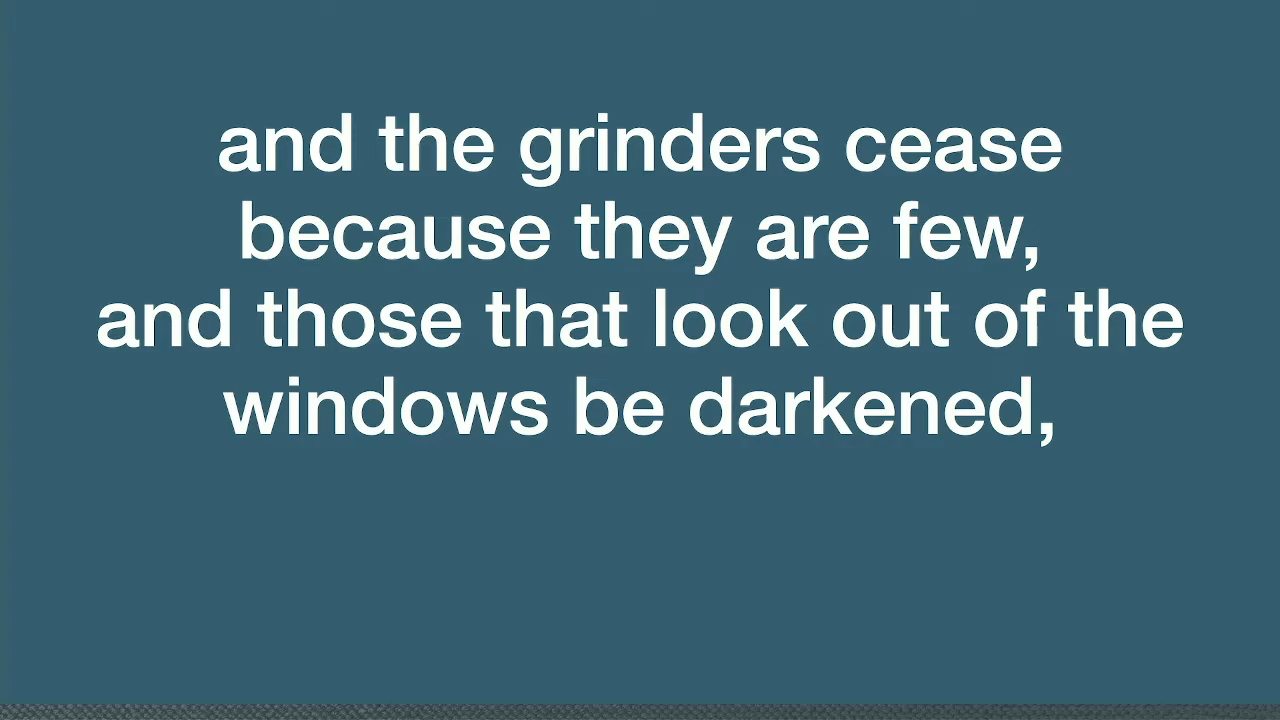 and the grinders cease
because they are few,
and those that look out of the
windows be darkened,